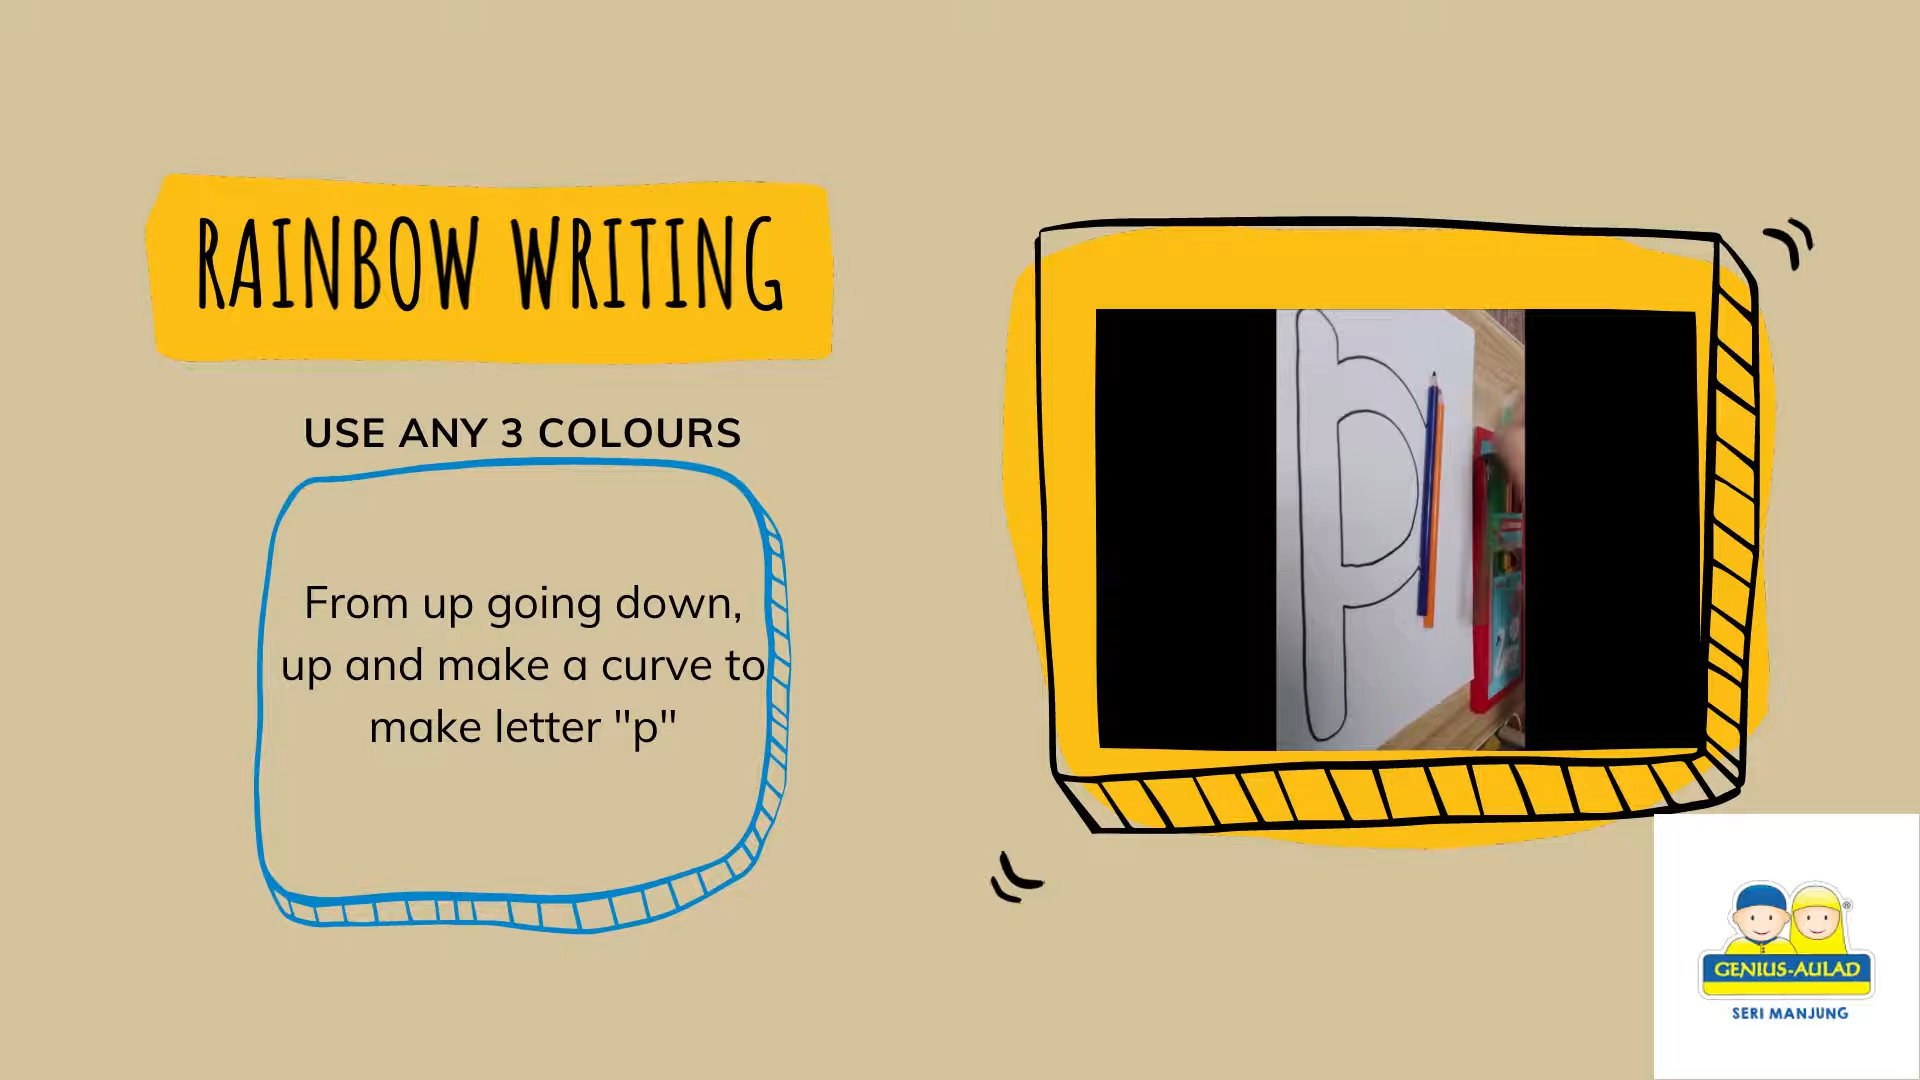 RAINBOW WRITING
USE ANY 3 COLOURS
From up going down,
up and make a curve to
make letter "p"
p
GENIUS-AULAD
®
SERI MANJUNG